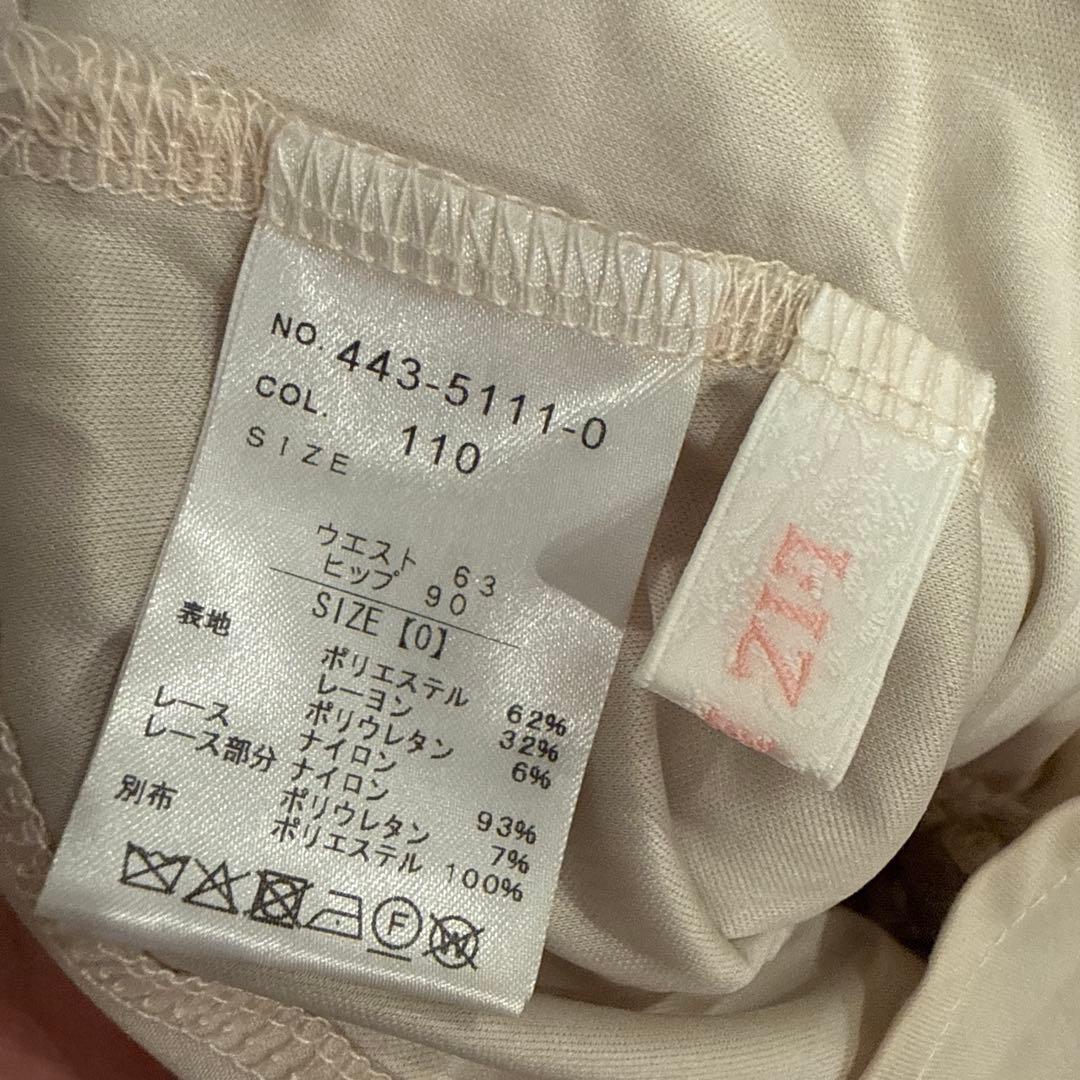 NO. 443-5111-0
COL. 110
SIZE
ウエスト 63
ヒップ 90
SIZE【0】
表地 ポリエステル 62%
レーヨン 32%
ポリウレタン 6%
レース ナイロン
レース部分 ナイロン 93%
ポリウレタン 7%
別布 ポリエステル 100%
F
W